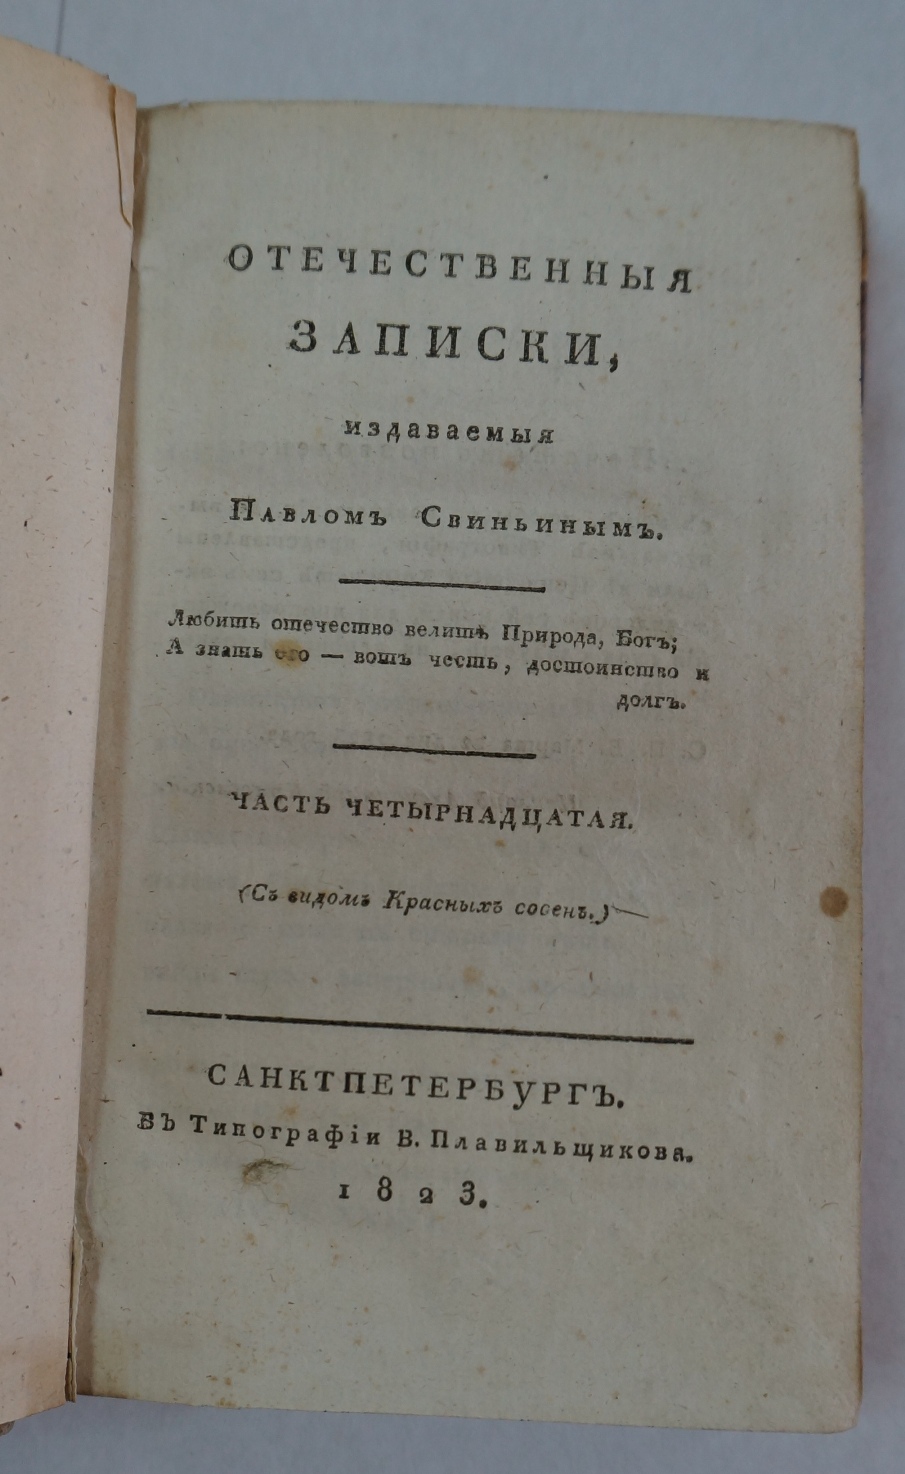 ОТЕЧЕСТВЕННЫЯ
ЗАПИСКИ,
издаваемыя
Павломъ Свиньинымъ.
Любить отечество велитъ Природа, Богъ;
А знать его — вотъ честь, достоинство и
долгъ.
ЧАСТЬ ЧЕТЫРНАДЦАТАЯ.
(Съ видомъ Красныхъ сосенъ.)
САНКТПЕТЕРБУРГЪ.
Въ Типографіи В. Плавильщикова.
1823.